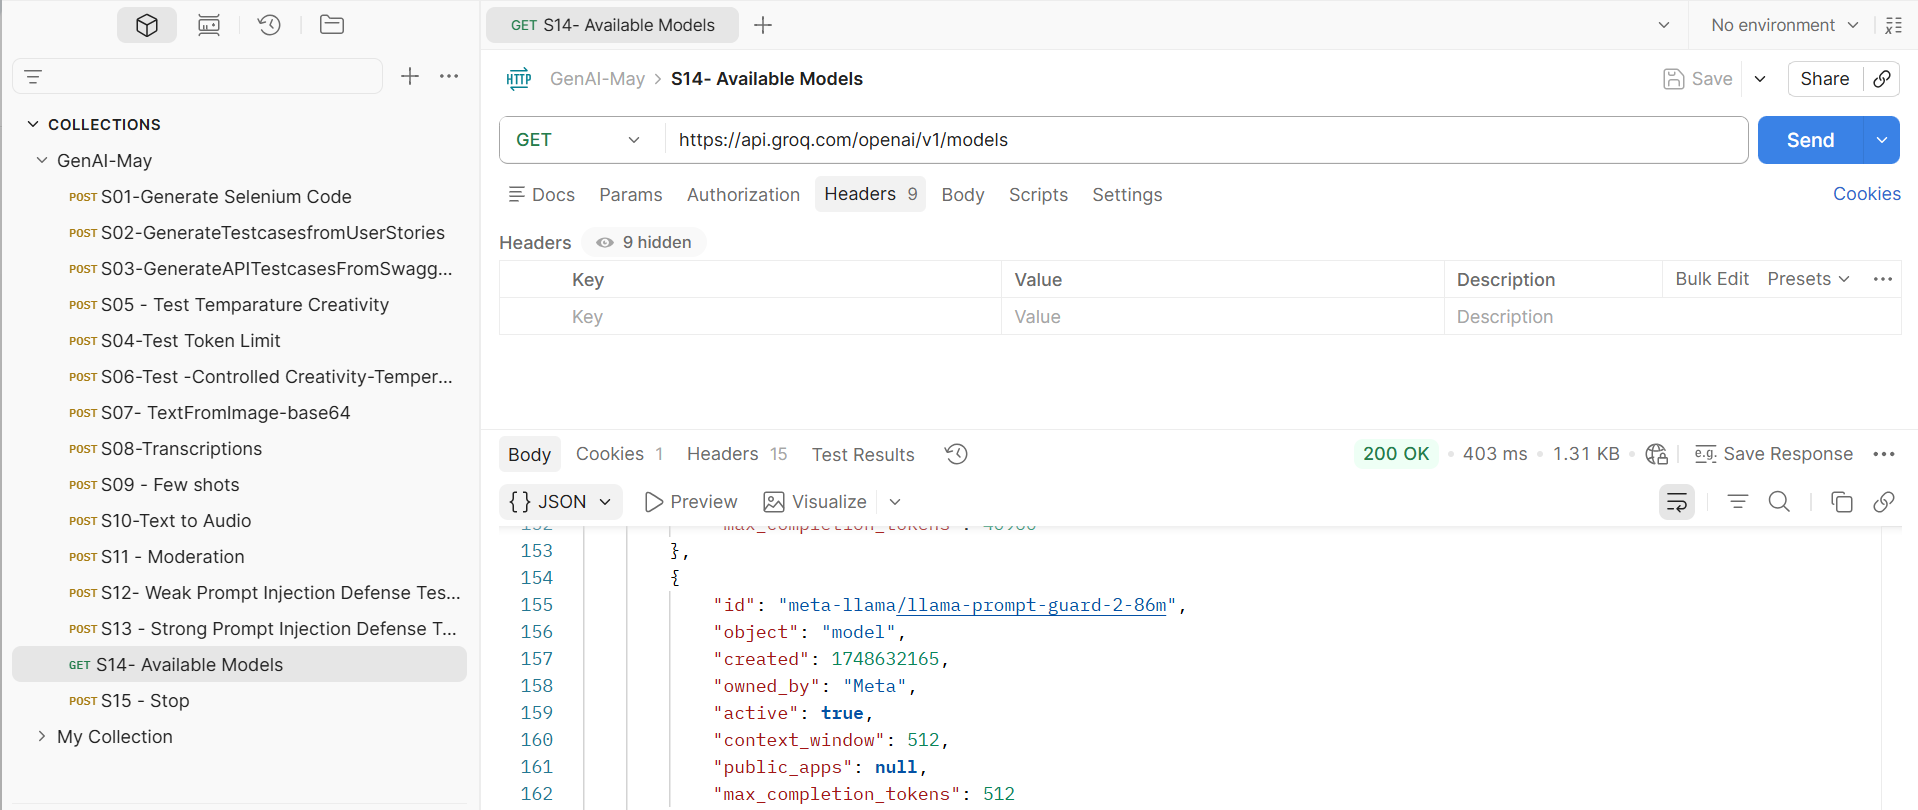 GET S14- Available Models
No environment
COLLECTIONS
GenAI-May
POST S01-Generate Selenium Code
POST S02-GenerateTestcasesfromUserStories
POST S03-GenerateAPITestcasesFromSwagg...
POST S05 - Test Temparature Creativity
POST S04-Test Token Limit
POST S06-Test -Controlled Creativity-Temper...
POST S07- TextFromImage-base64
POST S08-Transcriptions
POST S09 - Few shots
POST S10-Text to Audio
POST S11 - Moderation
POST S12- Weak Prompt Injection Defense Tes...
POST S13 - Strong Prompt Injection Defense T...
GET S14- Available Models
POST S15 - Stop
My Collection
HTTP GenAI-May > S14- Available Models
Save
Share
GET https://api.groq.com/openai/v1/models
Send
Docs Params Authorization Headers 9 Body Scripts Settings
Cookies
Headers 9 hidden
Key Value Description Bulk Edit Presets
Key Value Description
Body Cookies 1 Headers 15 Test Results
200 OK • 403 ms • 1.31 KB •
e.g. Save Response
{} JSON Preview Visualize
153 },
154 {
155 "id": "meta-llama/llama-prompt-guard-2-86m",
156 "object": "model",
157 "created": 1748632165,
158 "owned_by": "Meta",
159 "active": true,
160 "context_window": 512,
161 "public_apps": null,
162 "max_completion_tokens": 512